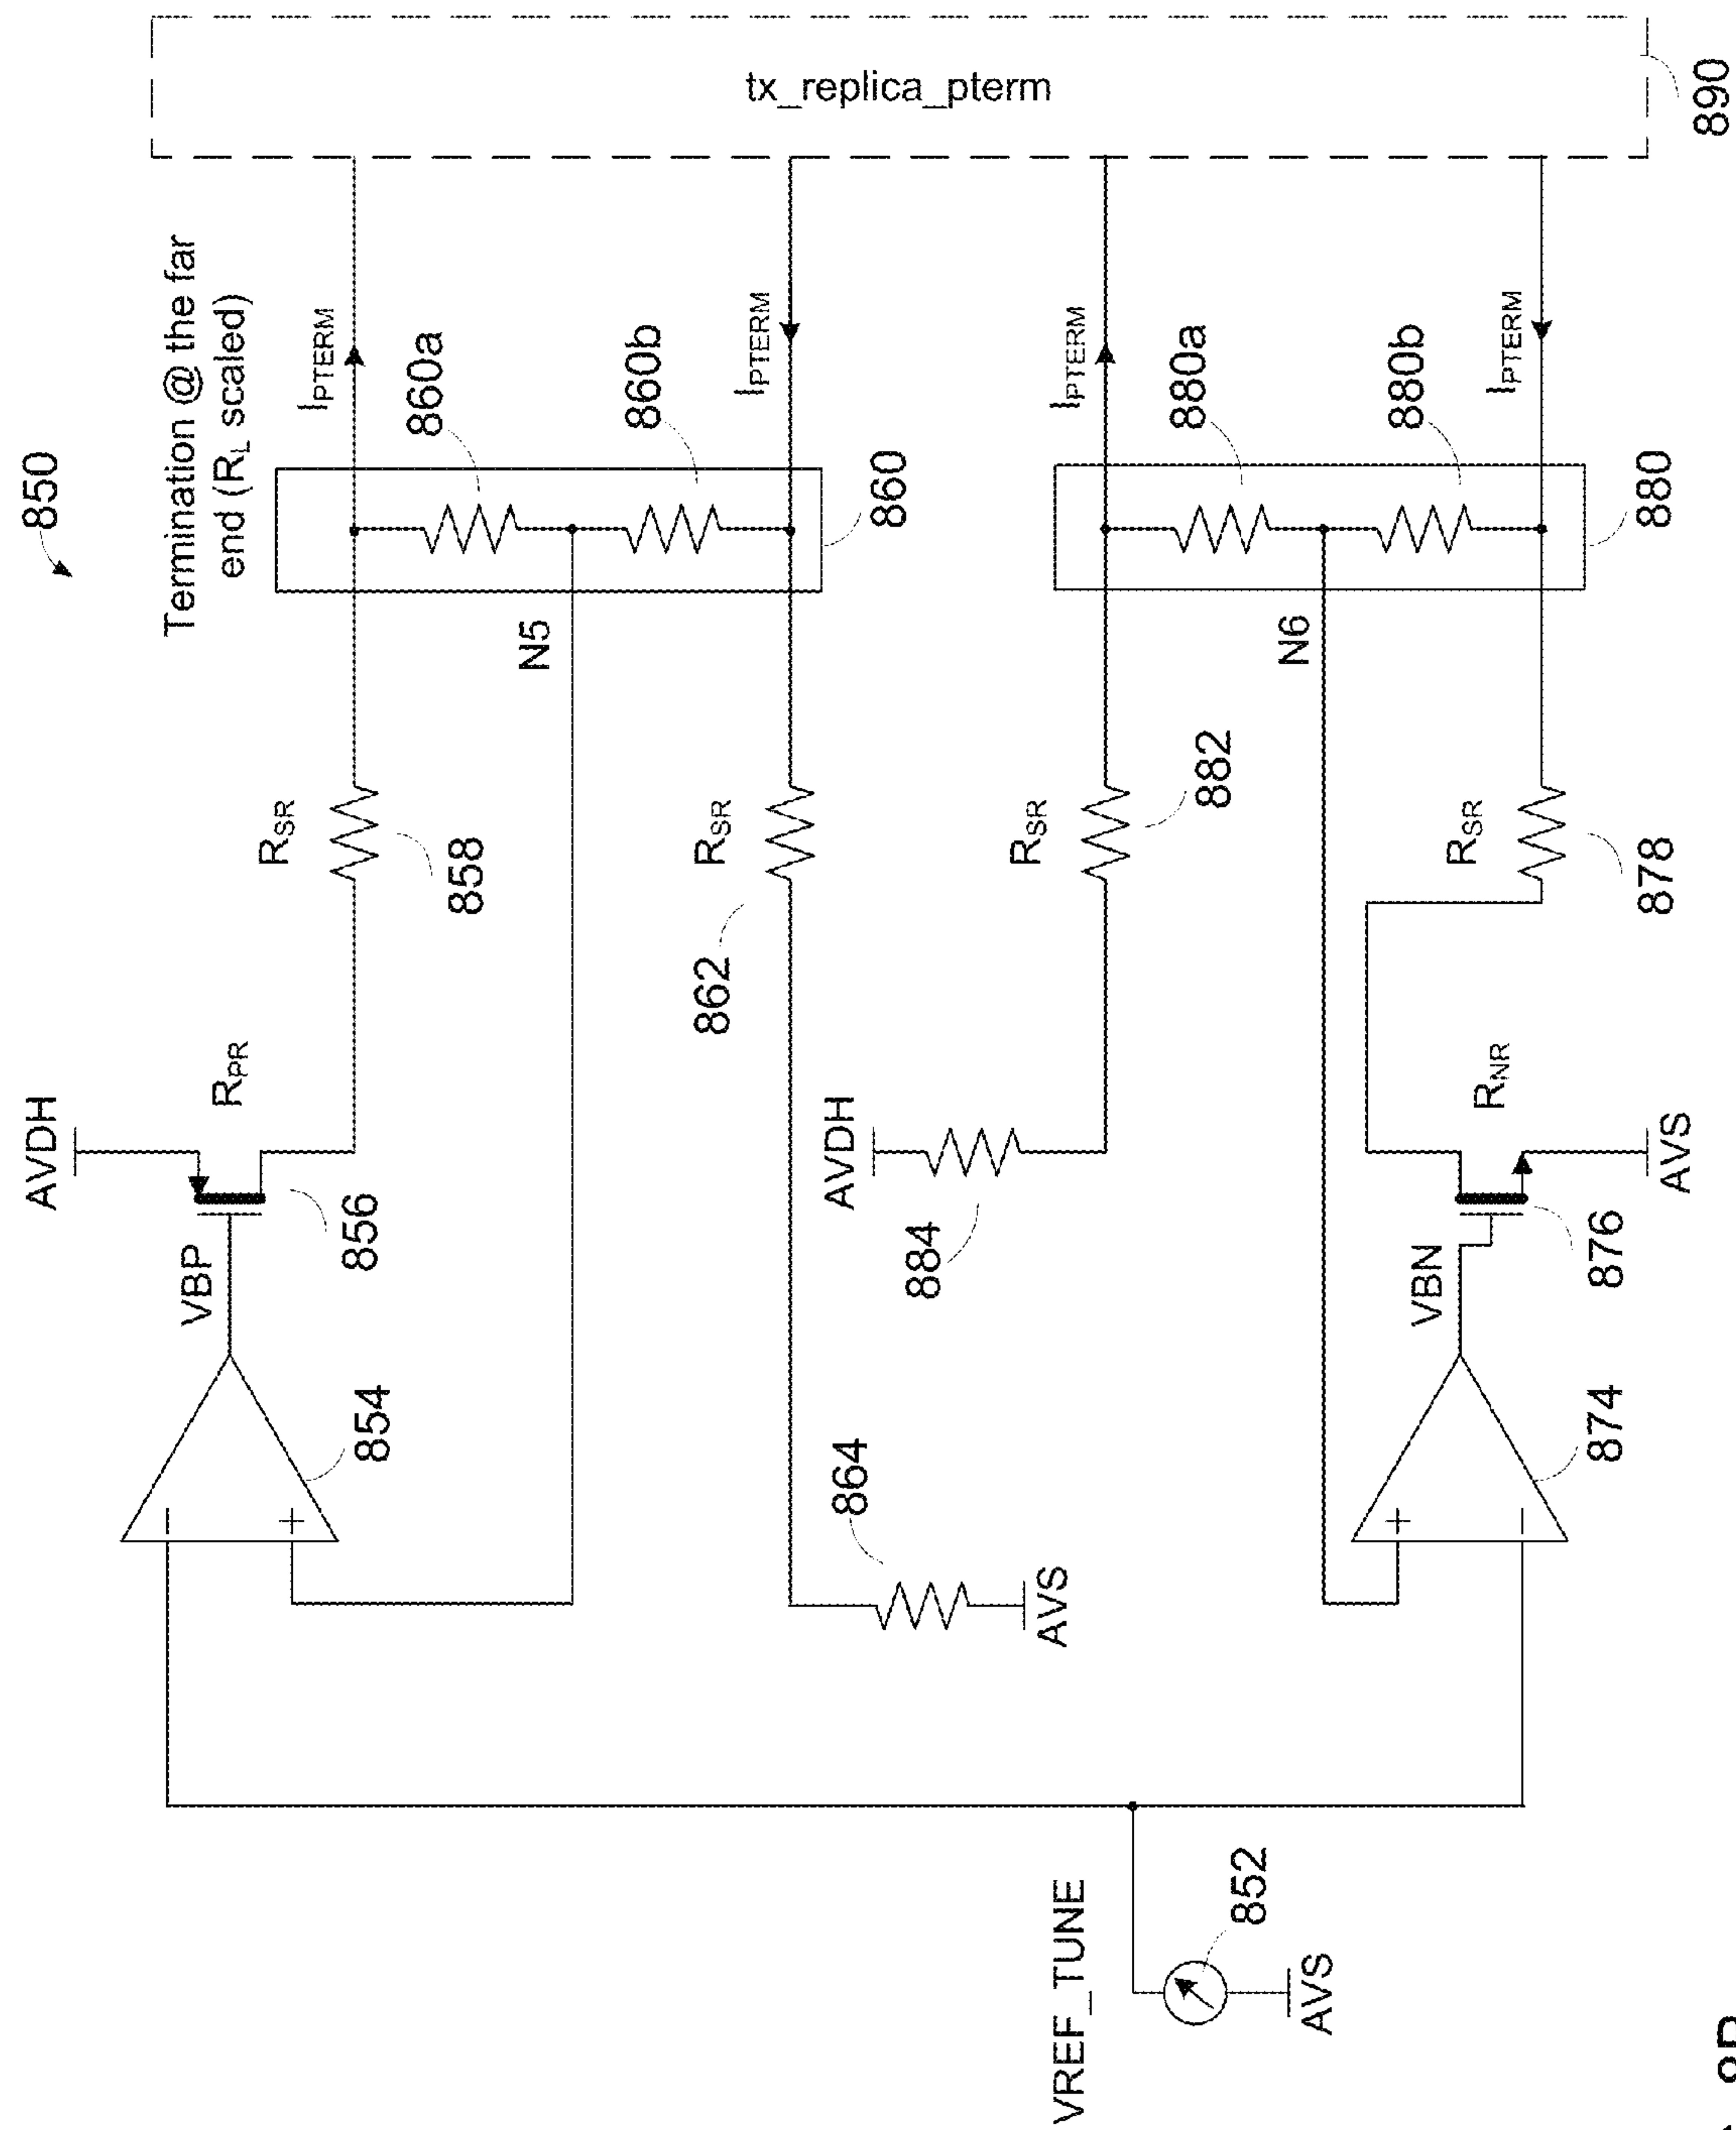 850
tx_replica_pterm
890
Termination @ the far
end (RL scaled)
IPTERM
860a
860b
IPTERM
860
IPTERM
880a
880b
IPTERM
880
N5
N6
RSR
858
RSR
862
RSR
882
RSR
878
AVDH
RPR
856
VBP
854
864
AVS
AVDH
884
RNR
876
AVS
VBN
874
VREF_TUNE
852
AVS